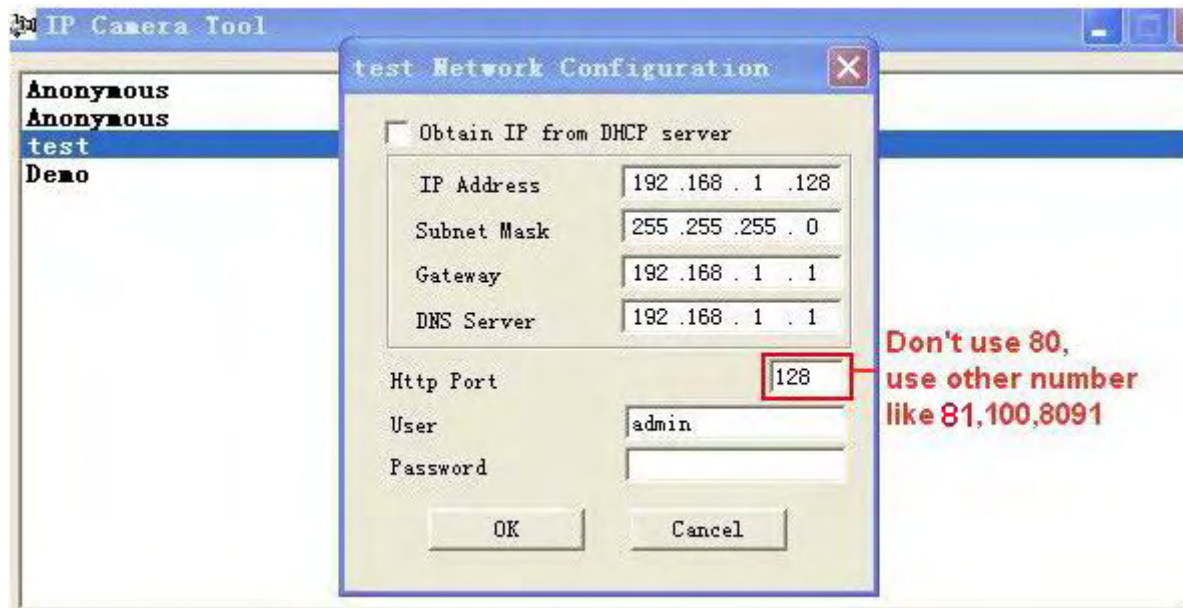 IP Camera Tool
test Network Configuration
Anonymous
Anonymous
test
Demo
Obtain IP from DHCP server
IP Address 192 .168 . 1 .128
Subnet Mask 255 .255 .255 . 0
Gateway 192 .168 . 1 . 1
DNS Server 192 .168 . 1 . 1
Http Port 128
User admin
Password
OK Cancel
Don't use 80,
use other number
like 81,100,8091